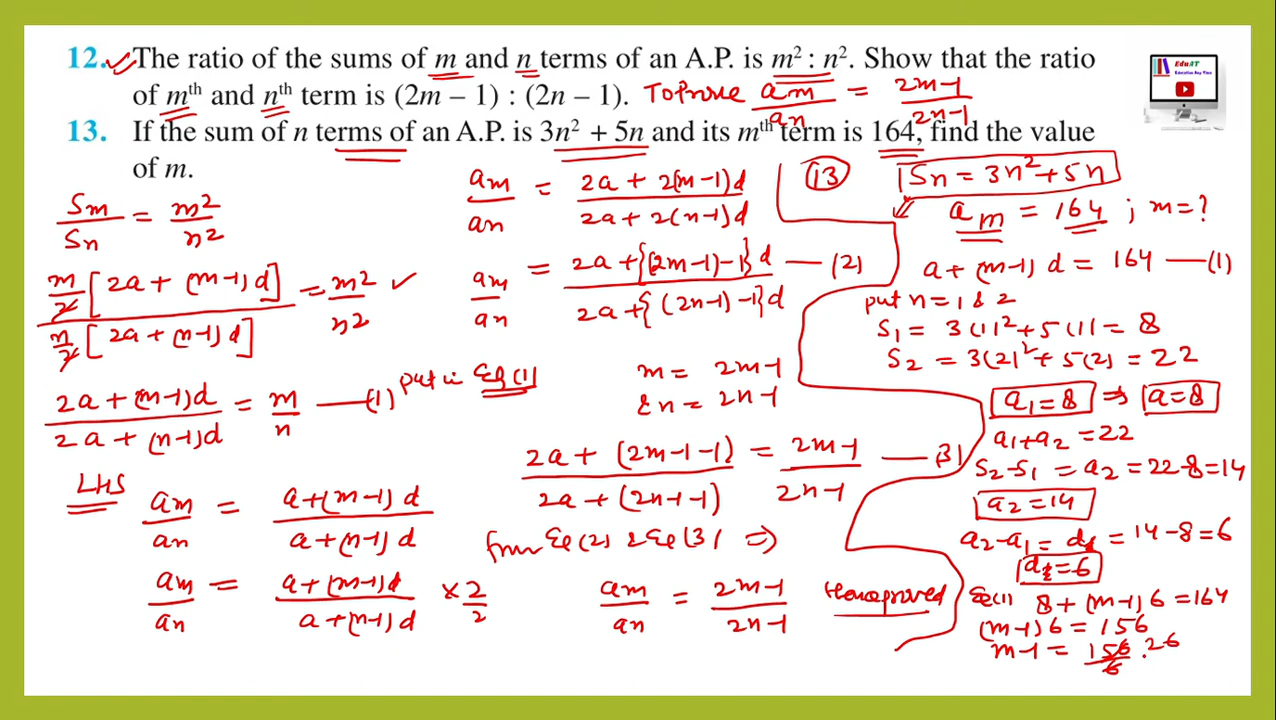 12. The ratio of the sums of m and n terms of an A.P. is m² : n². Show that the ratio
of mᵗʰ and nᵗʰ term is (2m – 1) : (2n – 1). To Prove am/an = 2m-1/2n-1
13. If the sum of n terms of an A.P. is 3n² + 5n and its mᵗʰ term is 164, find the value
of m.
EduAT
Education Any Time
Sm/Sn = m²/n²
m/2 [2a + (m-1)d] / n/2 [2a + (n-1)d] = m²/n² ✓
2a + (m-1)d / 2a + (n-1)d = m/n —(1)
LHS
am/an = a+(m-1)d / a+(n-1)d
am/an = a+(m-1)d / a+(n-1)d × 2/2
am/an = 2a + 2(m-1)d / 2a + 2(n-1)d
am/an = 2a + {(2m-1)-1}d / 2a + {(2n-1)-1}d —(2)
put in Eq (1)
m = 2m-1
& n = 2n-1
2a + (2m-1-1) / 2a + (2n-1-1) = 2m-1 / 2n-1 —(3)
from Eq(2) & Eq(3) ⇒
am/an = 2m-1/2n-1 Hence proved
(13) Sn = 3n² + 5n
am = 164 ; m = ?
a + (m-1)d = 164 —(1)
put n = 1 & 2
S₁ = 3(1)² + 5(1) = 8
S₂ = 3(2)² + 5(2) = 22
a₁ = 8 ⇒ a = 8
a₁ + a₂ = 22
S₂ - S₁ = a₂ = 22 - 8 = 14
a₂ = 14
a₂ - a₁ = d = 14 - 8 = 6
d = 6
Eq(1) 8 + (m-1)6 = 164
(m-1)6 = 156
m-1 = 156/6 . 26